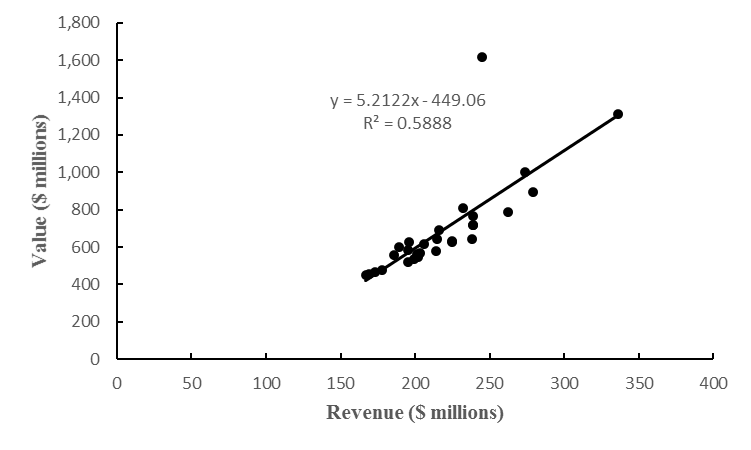 1,800
1,600
1,400
1,200
1,000
800
600
400
200
0
Value ($ millions)
y = 5.2122x - 449.06
R² = 0.5888
0 50 100 150 200 250 300 350 400
Revenue ($ millions)